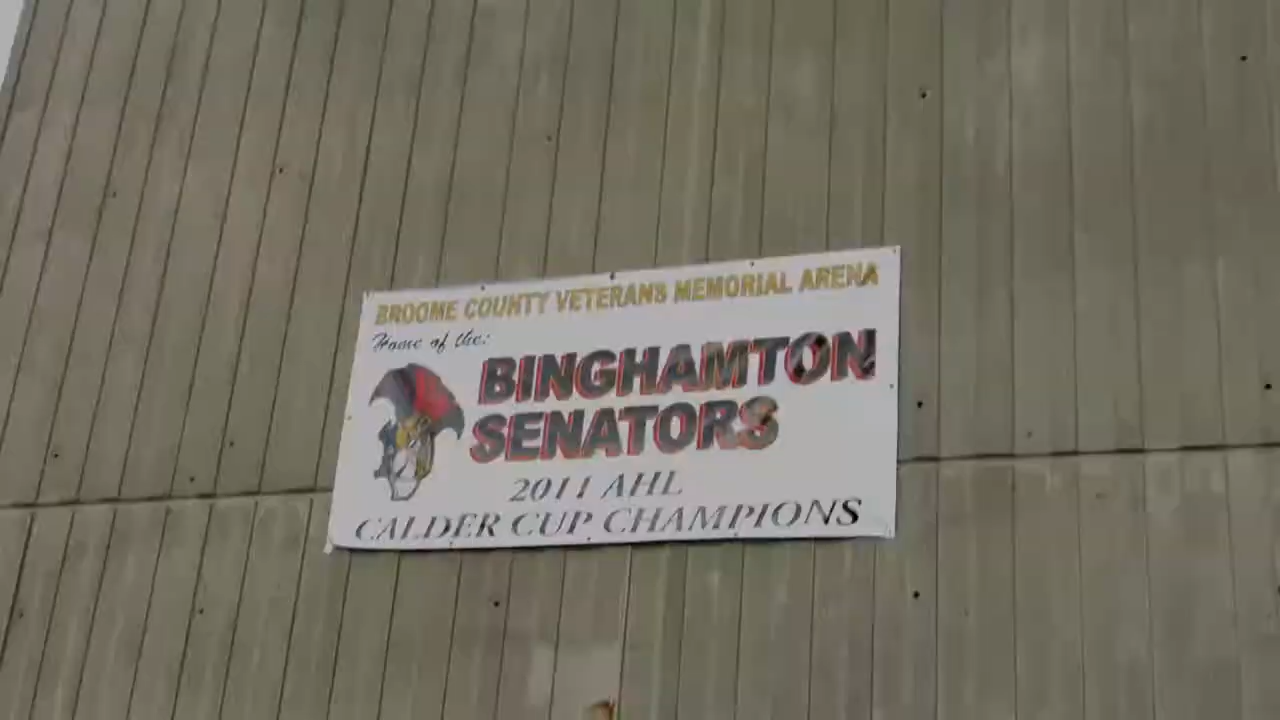 BROOME COUNTY VETERANS MEMORIAL ARENA
Home of the:
BINGHAMTON
SENATORS
2011 AHL
CALDER CUP CHAMPIONS